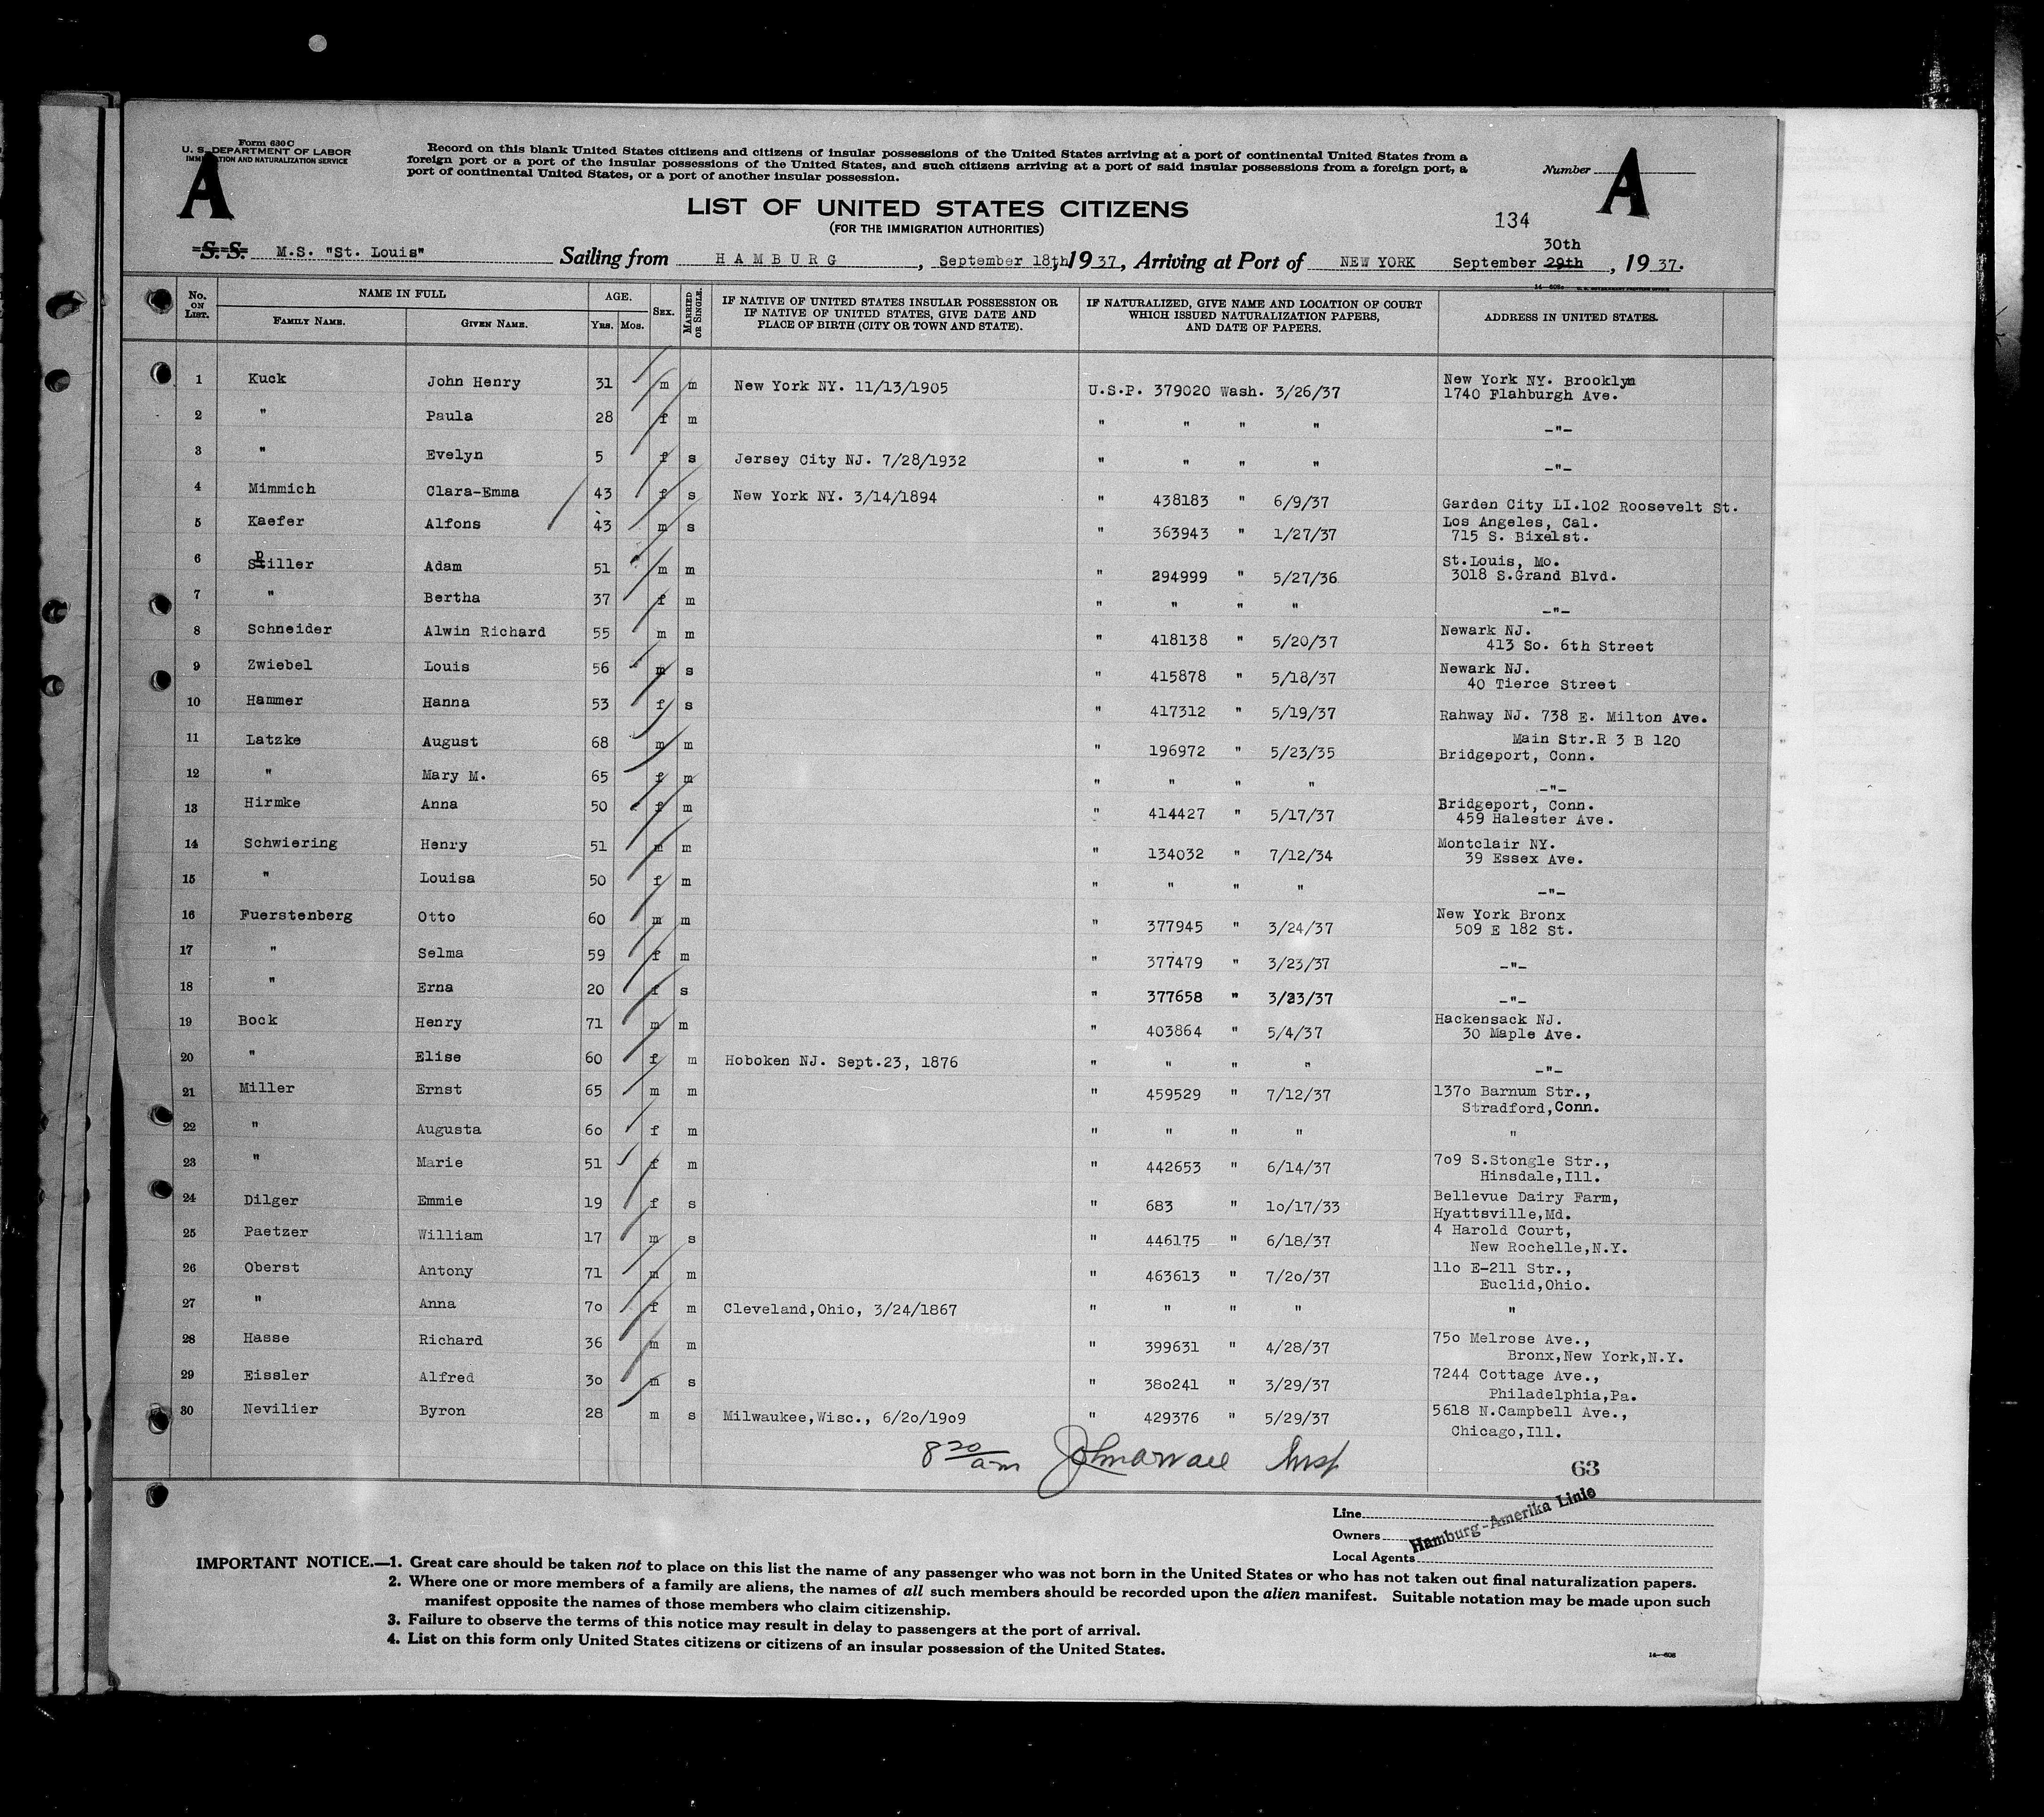 Form 630 C
U. S. DEPARTMENT OF LABOR
IMMIGRATION AND NATURALIZATION SERVICE
A
Record on this blank United States citizens and citizens of insular possessions of the United States arriving at a port of continental United States from a
foreign port or a port of the insular possessions of the United States, and such citizens arriving at a port of said insular possessions from a foreign port, a
port of continental United States, or a port of another insular possession.
Number
A
LIST OF UNITED STATES CITIZENS
(FOR THE IMMIGRATION AUTHORITIES)
134
S. S. M.S. "St. Louis" Sailing from HAMBURG, September 18th, 1937, Arriving at Port of NEW YORK September 29th 30th, 1937.
No. ON LIST. NAME IN FULL FAMILY NAME. GIVEN NAME. AGE. YRS. MOS. SEX. MARRIED OR SINGLE. IF NATIVE OF UNITED STATES INSULAR POSSESSION OR IF NATIVE OF UNITED STATES, GIVE DATE AND PLACE OF BIRTH (CITY OR TOWN AND STATE). IF NATURALIZED, GIVE NAME AND LOCATION OF COURT WHICH ISSUED NATURALIZATION PAPERS, AND DATE OF PAPERS. ADDRESS IN UNITED STATES.
1 Kuck John Henry 31 m m New York NY. 11/13/1905 U.S.P. 379020 Wash. 3/26/37 New York NY. Brooklyn
1740 Flahburgh Ave.
2 " Paula 28 f m " " " " -"-
3 " Evelyn 5 f s Jersey City NJ. 7/28/1932 " " " " -"-
4 Mimmich Clara-Emma 43 f s New York NY. 3/14/1894 " 438183 " 6/9/37 Garden City LI.102 Roosevelt St.
5 Kaefer Alfons 43 m s " 363943 " 1/27/37 Los Angeles, Cal.
715 S. Bixelst.
6 Spiller Adam 51 m m " 294999 " 5/27/36 St.Louis, Mo.
3018 S.Grand Blvd.
7 " Bertha 37 f m " " " " -"-
8 Schneider Alwin Richard 55 m m " 418138 " 5/20/37 Newark NJ.
413 So. 6th Street
9 Zwiebel Louis 56 m s " 415878 " 5/18/37 Newark NJ.
40 Tierce Street
10 Hammer Hanna 53 f s " 417312 " 5/19/37 Rahway NJ. 738 E. Milton Ave.
11 Latzke August 68 m m " 196972 " 5/23/35 Main Str.R 3 B 120
Bridgeport, Conn.
12 " Mary M. 65 f m " " " " -"-
13 Hirmke Anna 50 f m " 414427 " 5/17/37 Bridgeport, Conn.
459 Halester Ave.
14 Schwiering Henry 51 m m " 134032 " 7/12/34 Montclair NY.
39 Essex Ave.
15 " Louisa 50 f m " " " " -"-
16 Fuerstenberg Otto 60 m m " 377945 " 3/24/37 New York Bronx
509 E 182 St.
17 " Selma 59 f m " 377479 " 3/23/37 -"-
18 " Erna 20 f s " 377658 " 3/23/37 -"-
19 Bock Henry 71 m m " 403864 " 5/4/37 Hackensack NJ.
30 Maple Ave.
20 " Elise 60 f m Hoboken NJ. Sept.23, 1876 " " " " -"-
21 Miller Ernst 65 m m " 459529 " 7/12/37 1370 Barnum Str.,
Stradford,Conn.
22 " Augusta 60 f m " " " " "
23 " Marie 51 f m " 442653 " 6/14/37 709 S.Stongle Str.,
Hinsdale,Ill.
24 Dilger Emmie 19 f s " 683 " 10/17/33 Bellevue Dairy Farm,
Hyattsville,Md.
25 Paetzer William 17 m s " 446175 " 6/18/37 4 Harold Court,
New Rochelle,N.Y.
26 Oberst Antony 71 m m " 463613 " 7/20/37 110 E-211 Str.,
Euclid,Ohio.
27 " Anna 70 f m Cleveland,Ohio, 3/24/1867 " " " " "
28 Hasse Richard 36 m m " 399631 " 4/28/37 750 Melrose Ave.,
Bronx,New York,N.Y.
29 Eissler Alfred 30 m s " 380241 " 3/29/37 7244 Cottage Ave.,
Philadelphia,Pa.
30 Nevilier Byron 28 m s Milwaukee,Wisc., 6/20/1909 " 429376 " 5/29/37 5618 N.Campbell Ave.,
Chicago,Ill.
8 20 am Insp
63
Line
Owners
Local Agents
Hamburg-Amerika Linie
IMPORTANT NOTICE.—1. Great care should be taken not to place on this list the name of any passenger who was not born in the United States or who has not taken out final naturalization papers.
2. Where one or more members of a family are aliens, the names of all such members should be recorded upon the alien manifest. Suitable notation may be made upon such
manifest opposite the names of those members who claim citizenship.
3. Failure to observe the terms of this notice may result in delay to passengers at the port of arrival.
4. List on this form only United States citizens or citizens of an insular possession of the United States.
14—608